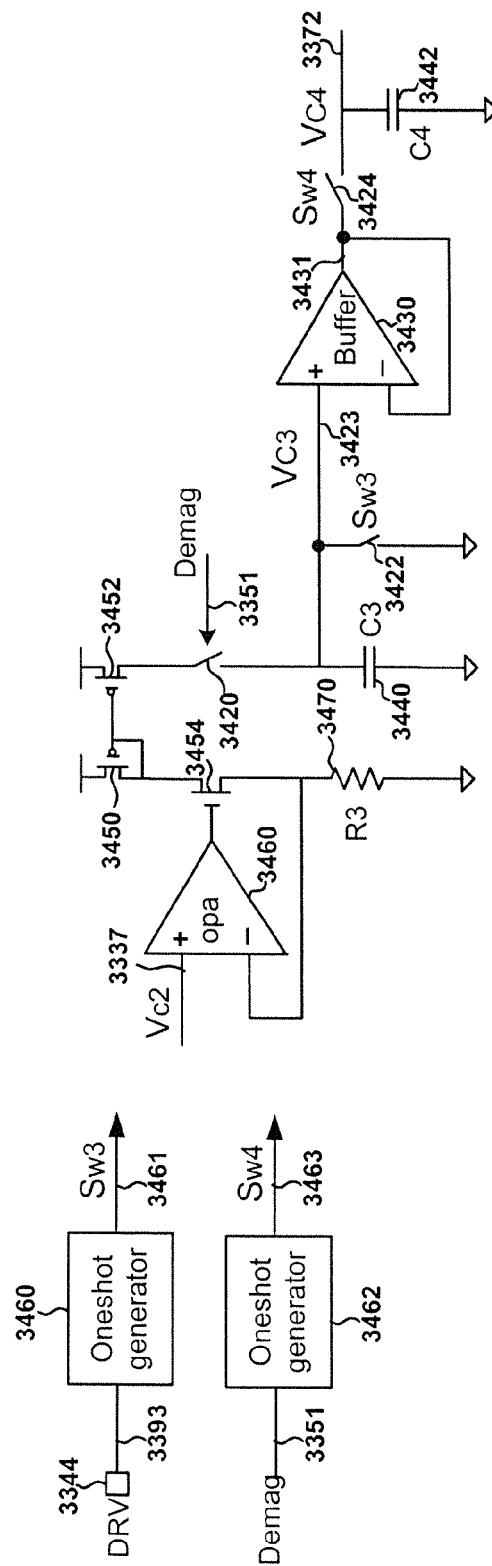 3460
Oneshot
generator
Sw3
3461
3393
3344
DRV
3462
Oneshot
generator
Sw4
3463
3351
Demag
Vc2
3337
+
opa
−
3460
3450
3452
3454
3420
Demag
3351
3470
R3
3440
C3
3422
Sw3
VC3
3423
+
−
Buffer
3430
3431
Sw4
3424
VC4
3372
3442
C4